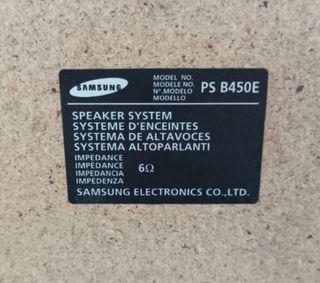 SAMSUNG
MODEL NO.
MODELE NO.
N°.MODELO
MODELLO
PS B450E
SPEAKER SYSTEM
SYSTEME D'ENCEINTES
SYSTEMA DE ALTAVOCES
SYSTEMA ALTOPARLANTI
IMPEDANCE
IMPEDANCE
IMPEDANCIA
IMPEDENZA
6Ω
SAMSUNG ELECTRONICS CO.,LTD.